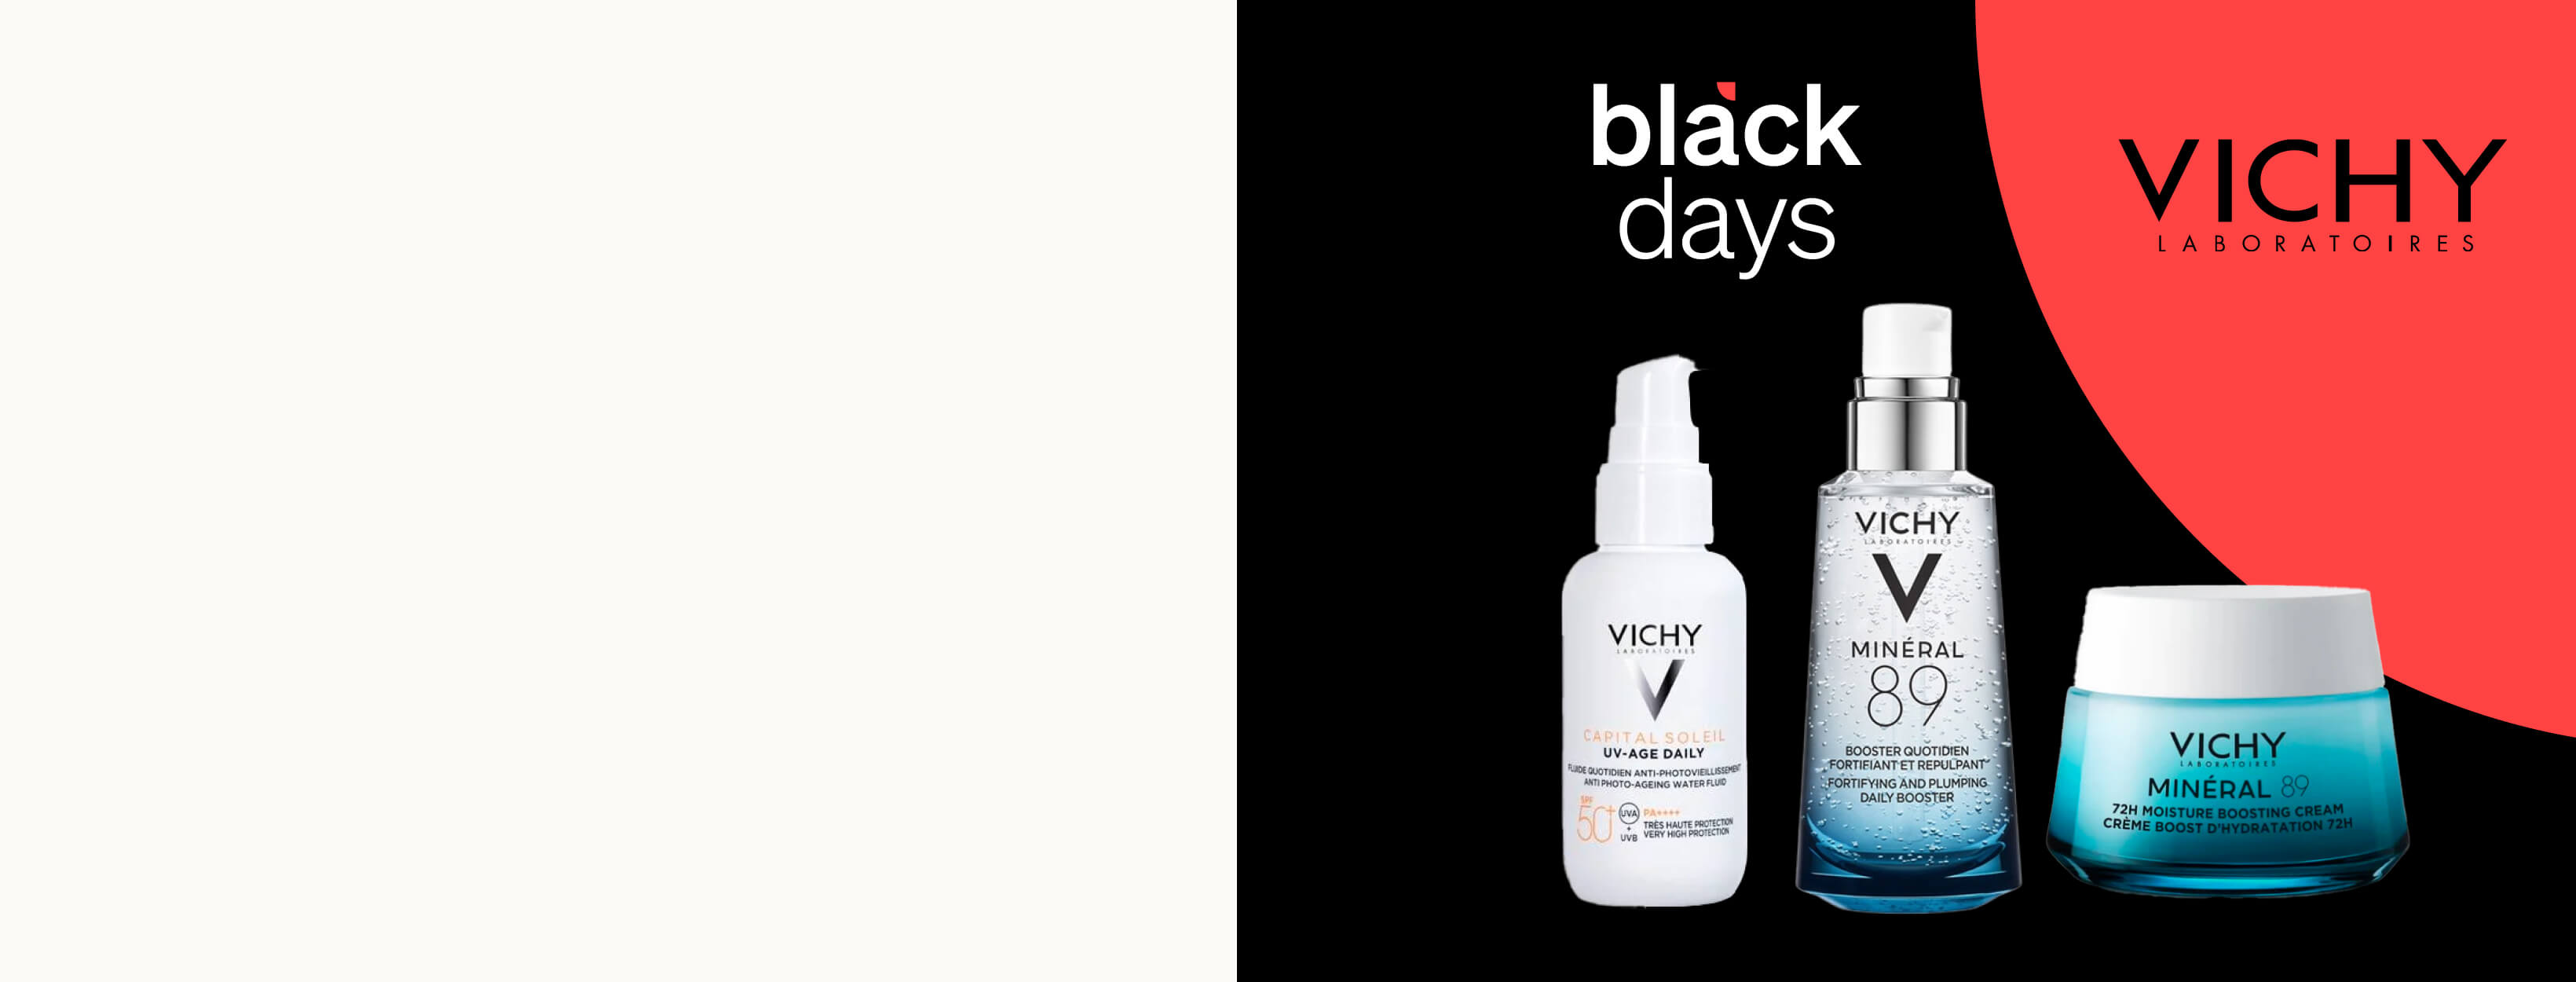 black
days
VICHY
LABORATOIRES
VICHY
LABORATOIRES
V
CAPITAL SOLEIL
UV-AGE DAILY
FLUIDE QUOTIDIEN ANTI-PHOTOVIEILLISSEMENT
ANTI PHOTO-AGEING WATER FLUID
SPF
50+
UVA
+
UVB
PA++++
TRÈS HAUTE PROTECTION
VERY HIGH PROTECTION
VICHY
LABORATOIRES
V
MINÉRAL
89
BOOSTER QUOTIDIEN
FORTIFIANT ET REPULPANT
FORTIFYING AND PLUMPING
DAILY BOOSTER
VICHY
LABORATOIRES
MINÉRAL 89
72H MOISTURE BOOSTING CREAM
CRÈME BOOST D'HYDRATATION 72H